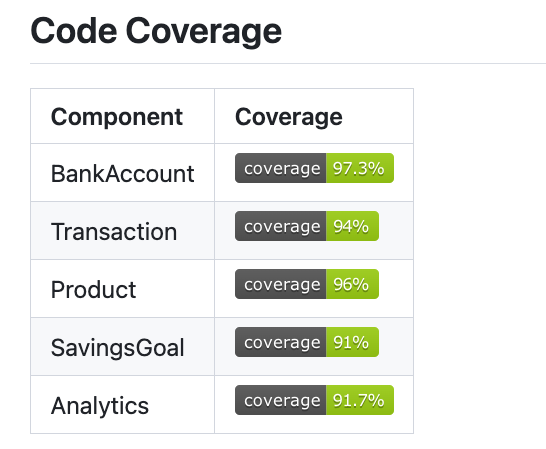 Code Coverage
Component Coverage
BankAccount coverage 97.3%
Transaction coverage 94%
Product coverage 96%
SavingsGoal coverage 91%
Analytics coverage 91.7%